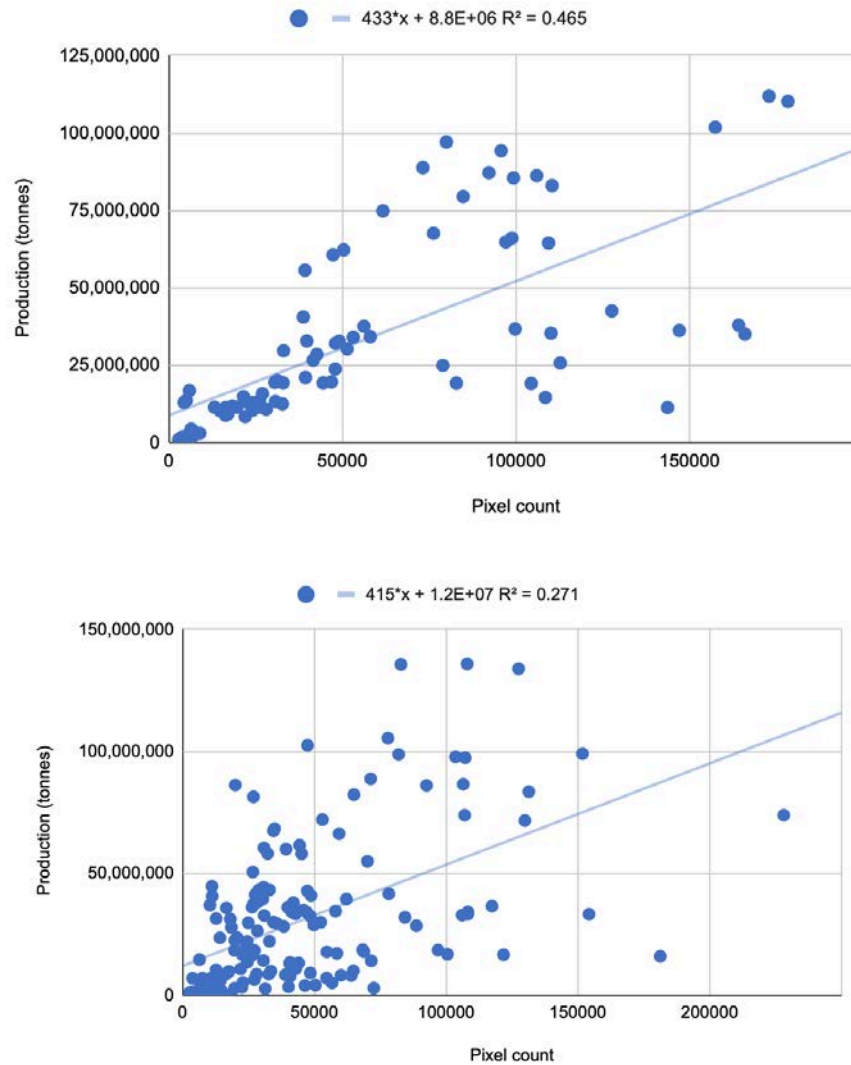 433*x + 8.8E+06 R² = 0.465
125,000,000
100,000,000
75,000,000
50,000,000
25,000,000
0
Production (tonnes)
0 50000 100000 150000
Pixel count
415*x + 1.2E+07 R² = 0.271
150,000,000
100,000,000
50,000,000
0
Production (tonnes)
0 50000 100000 150000 200000
Pixel count